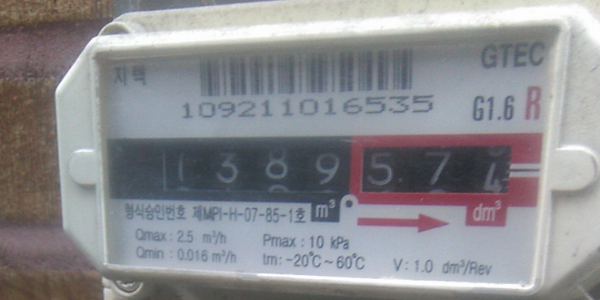 지멕
GTEC
109211016535
G1.6 R
1389 574
형식승인번호 제MPI-H-07-85-1호 m³
dm³
Qmax : 2.5 m³/h
Pmax : 10 kPa
Qmin : 0.016 m³/h
tm: -20℃~60℃
V : 1.0 dm³/Rev